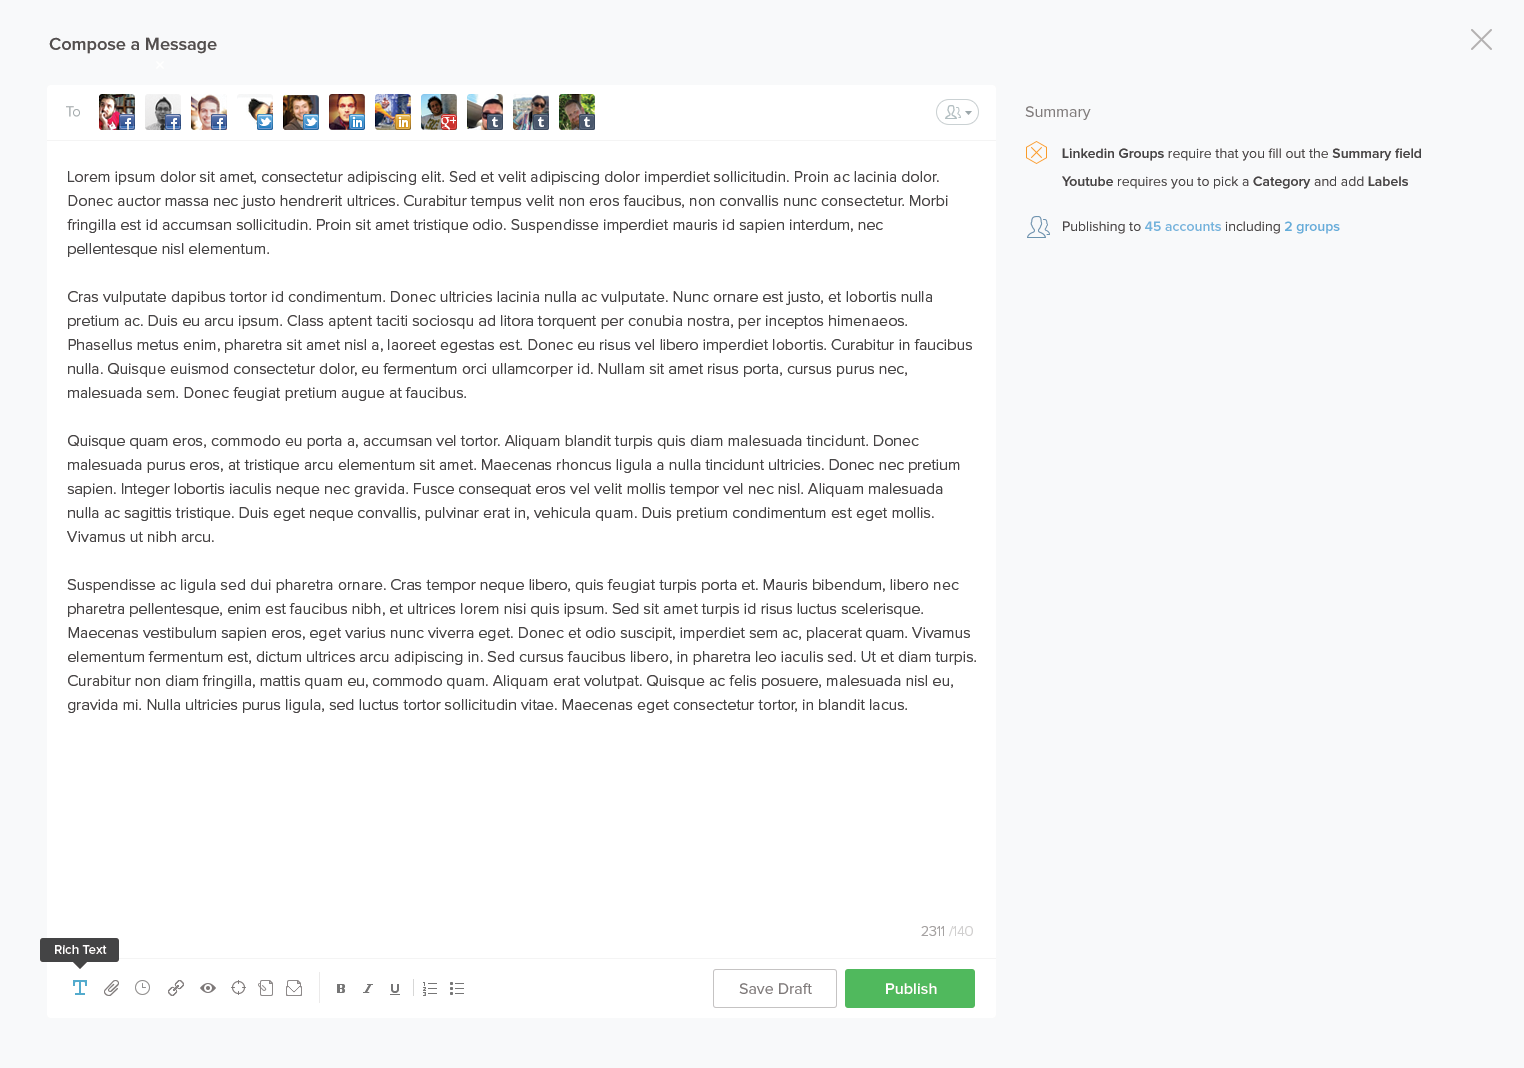 Compose a Message
To
Summary
Linkedin Groups require that you fill out the Summary field
Youtube requires you to pick a Category and add Labels
Publishing to 45 accounts including 2 groups
Lorem ipsum dolor sit amet, consectetur adipiscing elit. Sed et velit adipiscing dolor imperdiet sollicitudin. Proin ac lacinia dolor.
Donec auctor massa nec justo hendrerit ultrices. Curabitur tempus velit non eros faucibus, non convallis nunc consectetur. Morbi
fringilla est id accumsan sollicitudin. Proin sit amet tristique odio. Suspendisse imperdiet mauris id sapien interdum, nec
pellentesque nisl elementum.
Cras vulputate dapibus tortor id condimentum. Donec ultricies lacinia nulla ac vulputate. Nunc ornare est justo, et lobortis nulla
pretium ac. Duis eu arcu ipsum. Class aptent taciti sociosqu ad litora torquent per conubia nostra, per inceptos himenaeos.
Phasellus metus enim, pharetra sit amet nisl a, laoreet egestas est. Donec eu risus vel libero imperdiet lobortis. Curabitur in faucibus
nulla. Quisque euismod consectetur dolor, eu fermentum orci ullamcorper id. Nullam sit amet risus porta, cursus purus nec,
malesuada sem. Donec feugiat pretium augue at faucibus.
Quisque quam eros, commodo eu porta a, accumsan vel tortor. Aliquam blandit turpis quis diam malesuada tincidunt. Donec
malesuada purus eros, at tristique arcu elementum sit amet. Maecenas rhoncus ligula a nulla tincidunt ultricies. Donec nec pretium
sapien. Integer lobortis iaculis neque nec gravida. Fusce consequat eros vel velit mollis tempor vel nec nisl. Aliquam malesuada
nulla ac sagittis tristique. Duis eget neque convallis, pulvinar erat in, vehicula quam. Duis pretium condimentum est eget mollis.
Vivamus ut nibh arcu.
Suspendisse ac ligula sed dui pharetra ornare. Cras tempor neque libero, quis feugiat turpis porta et. Mauris bibendum, libero nec
pharetra pellentesque, enim est faucibus nibh, et ultrices lorem nisi quis ipsum. Sed sit amet turpis id risus luctus scelerisque.
Maecenas vestibulum sapien eros, eget varius nunc viverra eget. Donec et odio suscipit, imperdiet sem ac, placerat quam. Vivamus
elementum fermentum est, dictum ultrices arcu adipiscing in. Sed cursus faucibus libero, in pharetra leo iaculis sed. Ut et diam turpis.
Curabitur non diam fringilla, mattis quam eu, commodo quam. Aliquam erat volutpat. Quisque ac felis posuere, malesuada nisl eu,
gravida mi. Nulla ultricies purus ligula, sed luctus tortor sollicitudin vitae. Maecenas eget consectetur tortor, in blandit lacus.
2311 /140
Rich Text
T B I U
Save Draft
Publish